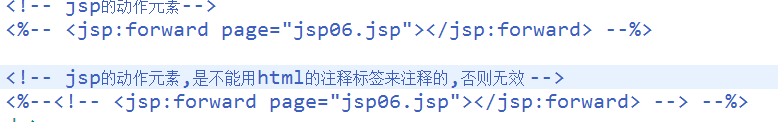 <!-- jsp的动作元素-->
<%-- <jsp:forward page="jsp06.jsp"></jsp:forward> --%>
<!-- jsp的动作元素,是不能用html的注释标签来注释的,否则无效 -->
<%--<!-- <jsp:forward page="jsp06.jsp"></jsp:forward> --> --%>